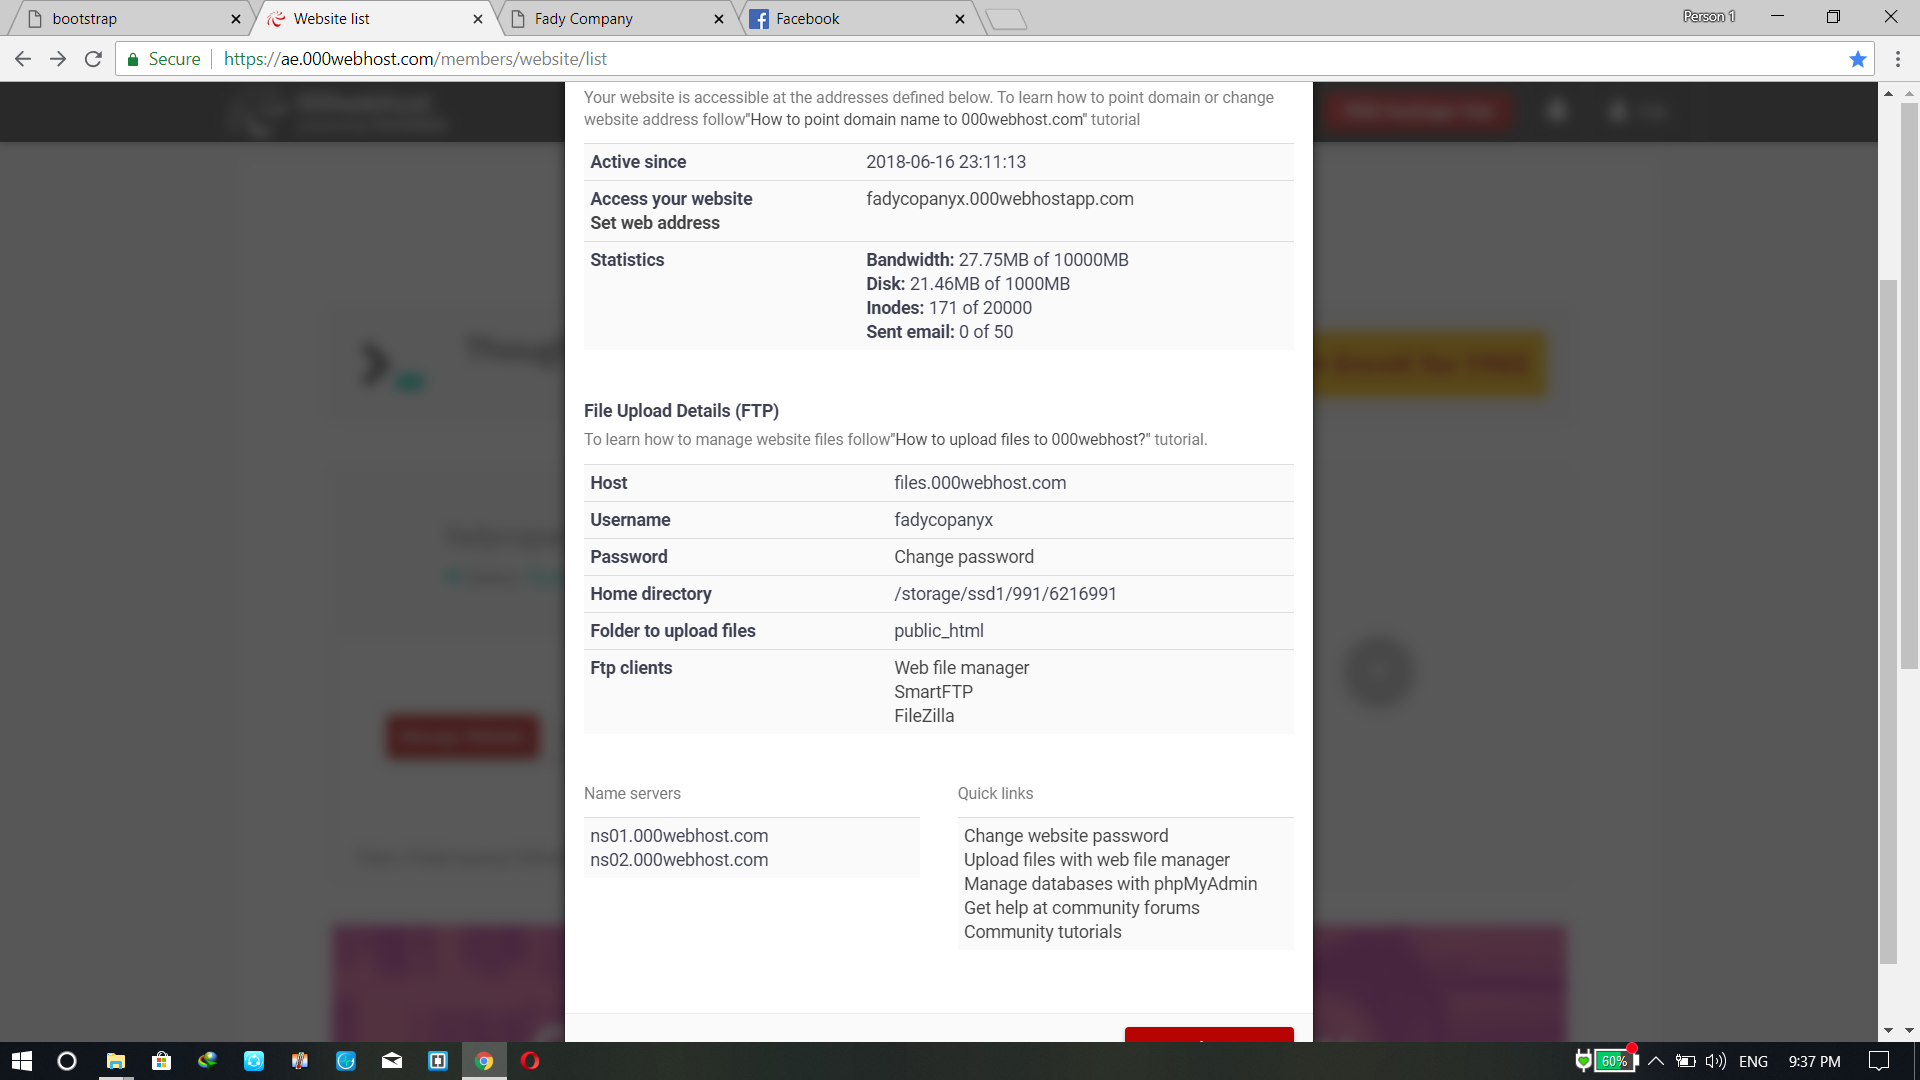 bootstrap
Website list
Fady Company
Facebook
Person 1
Secure
https://ae.000webhost.com/members/website/list
Your website is accessible at the addresses defined below. To learn how to point domain or change
website address follow"How to point domain name to 000webhost.com" tutorial
Active since 2018-06-16 23:11:13
Access your website fadycopanyx.000webhostapp.com
Set web address
Statistics Bandwidth: 27.75MB of 10000MB
Disk: 21.46MB of 1000MB
Inodes: 171 of 20000
Sent email: 0 of 50
File Upload Details (FTP)
To learn how to manage website files follow"How to upload files to 000webhost?" tutorial.
Host files.000webhost.com
Username fadycopanyx
Password Change password
Home directory /storage/ssd1/991/6216991
Folder to upload files public_html
Ftp clients Web file manager
SmartFTP
FileZilla
Name servers
ns01.000webhost.com
ns02.000webhost.com
Quick links
Change website password
Upload files with web file manager
Manage databases with phpMyAdmin
Get help at community forums
Community tutorials
60%
ENG
9:37 PM